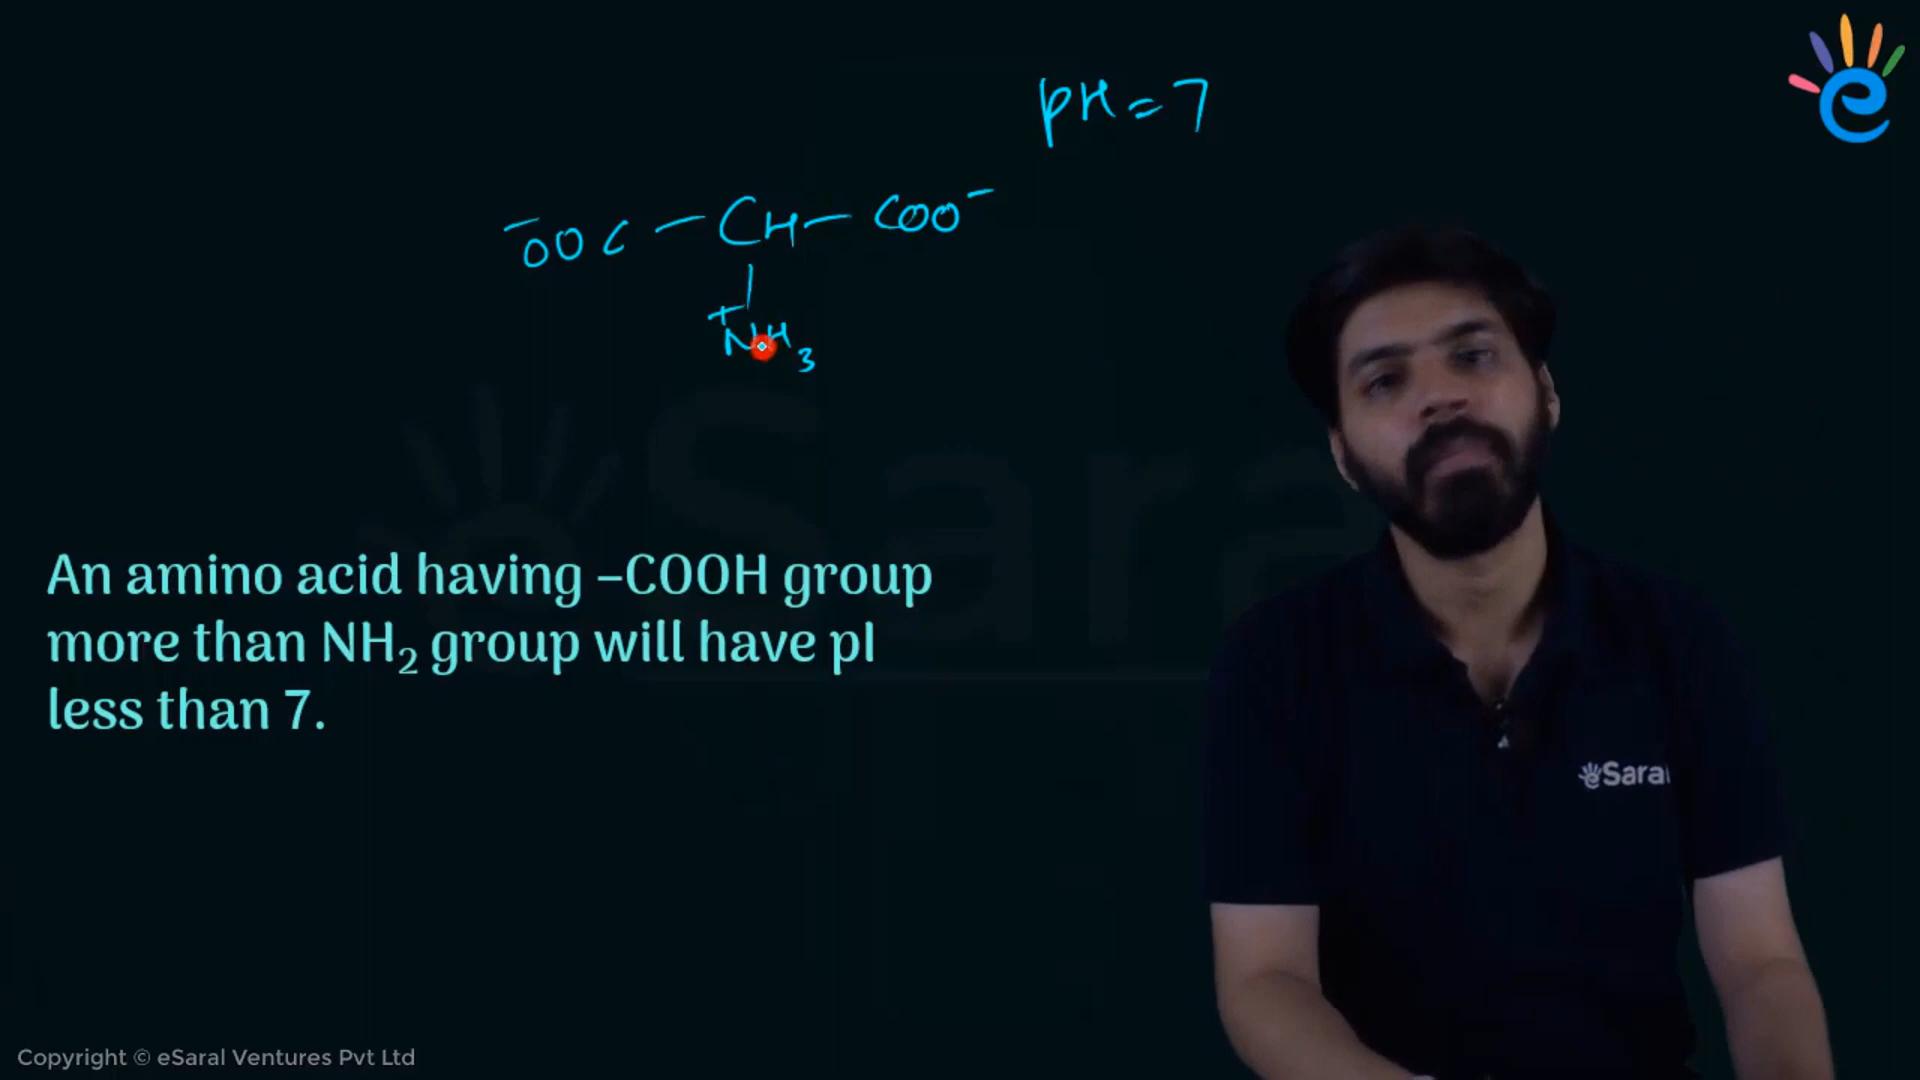 pH = 7
⁻OOC – CH – COO⁻
|
⁺NH₃
An amino acid having –COOH group
more than NH₂ group will have pI
less than 7.
eSaral
Copyright © eSaral Ventures Pvt Ltd